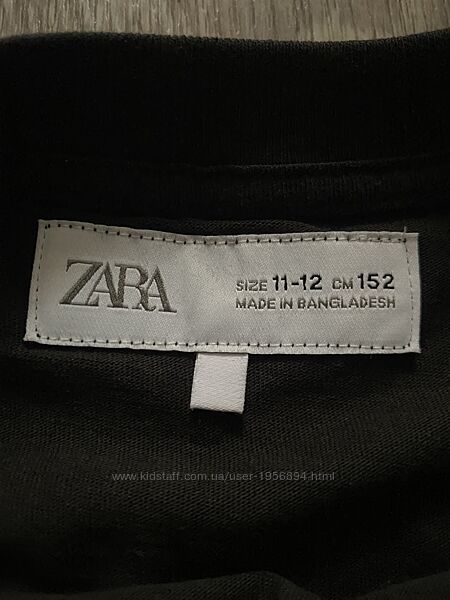 ZARA
SIZE 11-12 CM 152
MADE IN BANGLADESH
www.kidstaff.com.ua/user-1956894.html